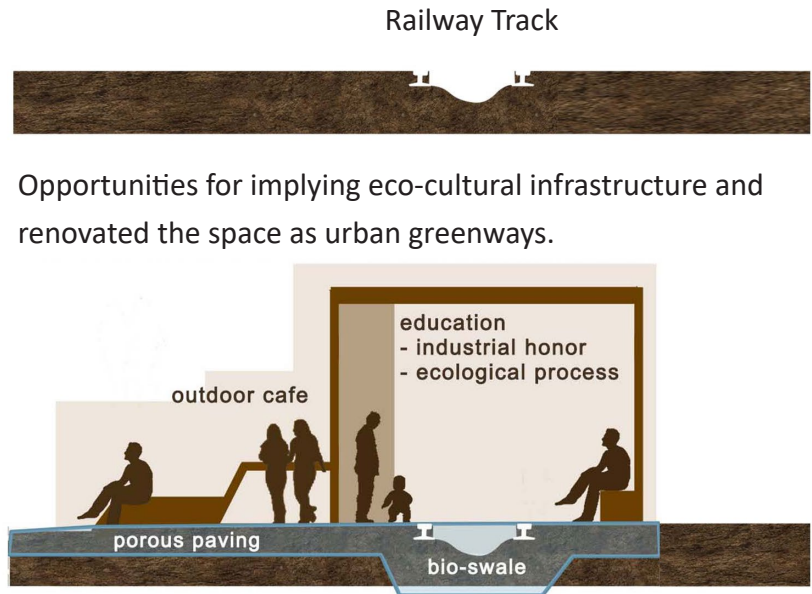 Railway Track
Opportunities for implying eco-cultural infrastructure and
renovated the space as urban greenways.
education
- industrial honor
- ecological process
outdoor cafe
porous paving
bio-swale